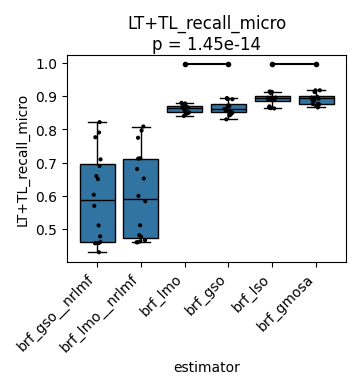 LT+TL_recall_micro
p = 1.45e-14
LT+TL_recall_micro
1.0
0.9
0.8
0.7
0.6
0.5
brf_gso__nrlmf
brf_lmo__nrlmf
brf_lmo
brf_gso
brf_lso
brf_gmosa
estimator